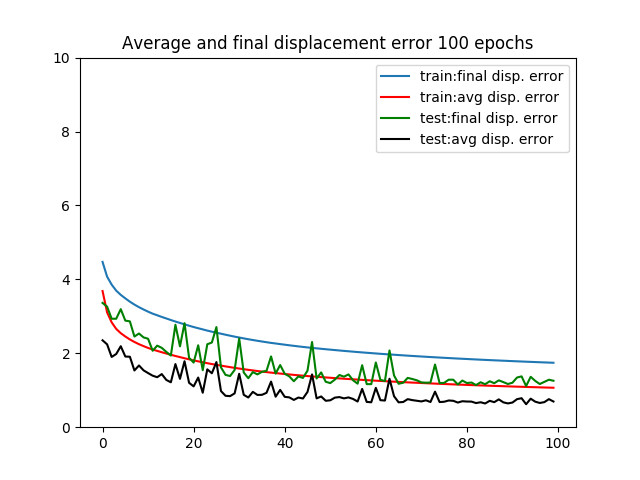 Average and final displacement error 100 epochs
10
8
6
4
2
0
train:final disp. error
train:avg disp. error
test:final disp. error
test:avg disp. error
0 20 40 60 80 100